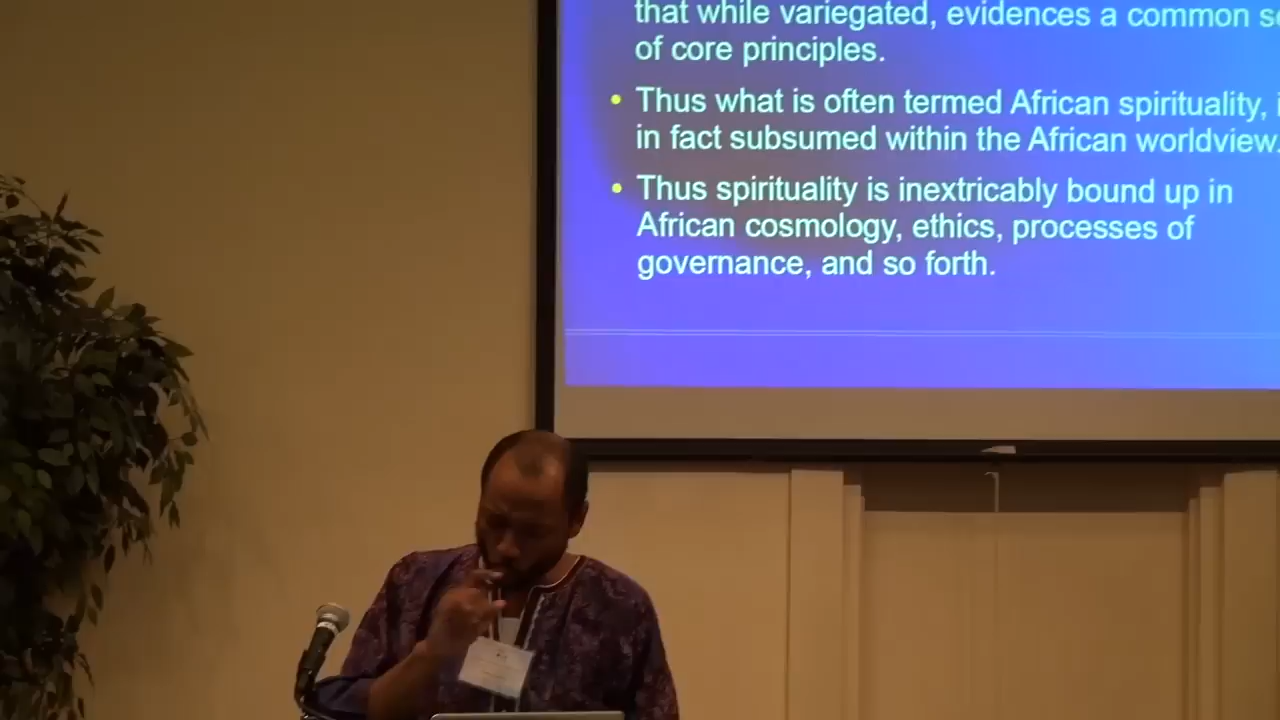 that while variegated, evidences a common
of core principles.
• Thus what is often termed African spirituality,
in fact subsumed within the African worldview.
• Thus spirituality is inextricably bound up in
African cosmology, ethics, processes of
governance, and so forth.